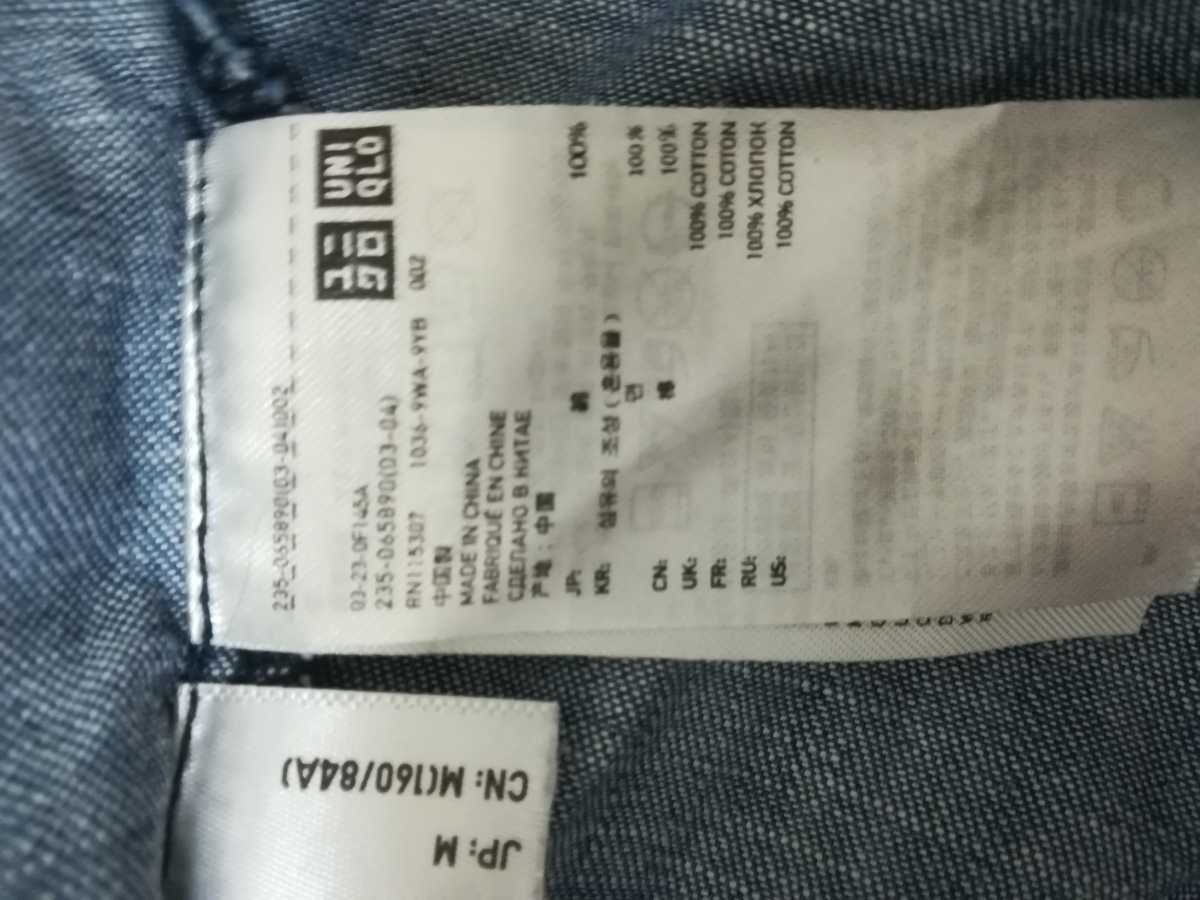 235-065890(03-04)002
ユニ UNI
クロ QLO
03-23-0F145A
235-065890(03-04)
RN115307 1036-9WA-9YB 002
中国製
MADE IN CHINA
FABRIQUÉ EN CHINE
СДЕЛАНО В КИТАЕ
产地：中国
JP: 綿 100%
KR: 섬유의 조성 (혼용률)
면 100%
CN: 棉 100%
UK: 100% COTTON
FR: 100% COTON
RU: 100% ХЛОПОК
US: 100% COTTON
JP: M
CN: M(160/84A)